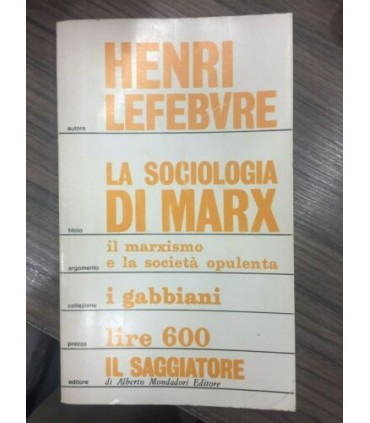 HENRI
autore LEFEBVRE
LA SOCIOLOGIA
titolo DI MARX
il marxismo
argomento e la società opulenta
collezione i gabbiani
prezzo lire 600
IL SAGGIATORE
editore di Alberto Mondadori Editore